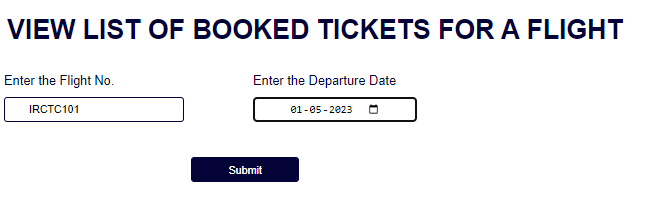 VIEW LIST OF BOOKED TICKETS FOR A FLIGHT
Enter the Flight No. Enter the Departure Date
IRCTC101 01-05-2023
Submit